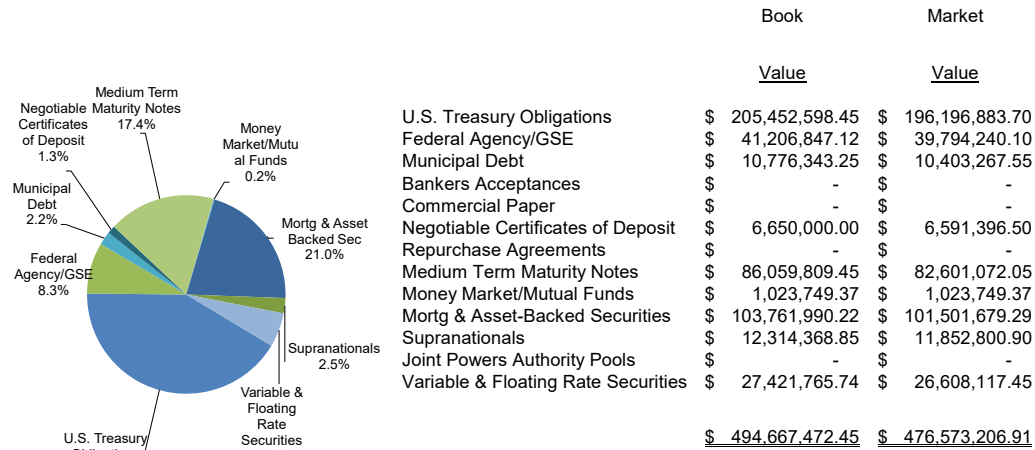 Medium Term
Maturity Notes
17.4%
Negotiable
Certificates
of Deposit
1.3%
Money
Market/Mutu
al Funds
0.2%
Municipal
Debt
2.2%
Mortg & Asset
Backed Sec
21.0%
Federal
Agency/GSE
8.3%
Supranationals
2.5%
Variable &
Floating
Rate
Securities
U.S. Treasury
Book Market
Value Value
U.S. Treasury Obligations $ 205,452,598.45 $ 196,196,883.70
Federal Agency/GSE $ 41,206,847.12 $ 39,794,240.10
Municipal Debt $ 10,776,343.25 $ 10,403,267.55
Bankers Acceptances $ - $ -
Commercial Paper $ - $ -
Negotiable Certificates of Deposit $ 6,650,000.00 $ 6,591,396.50
Repurchase Agreements $ - $ -
Medium Term Maturity Notes $ 86,059,809.45 $ 82,601,072.05
Money Market/Mutual Funds $ 1,023,749.37 $ 1,023,749.37
Mortg & Asset-Backed Securities $ 103,761,990.22 $ 101,501,679.29
Supranationals $ 12,314,368.85 $ 11,852,800.90
Joint Powers Authority Pools $ - $ -
Variable & Floating Rate Securities $ 27,421,765.74 $ 26,608,117.45
$ 494,667,472.45 $ 476,573,206.91